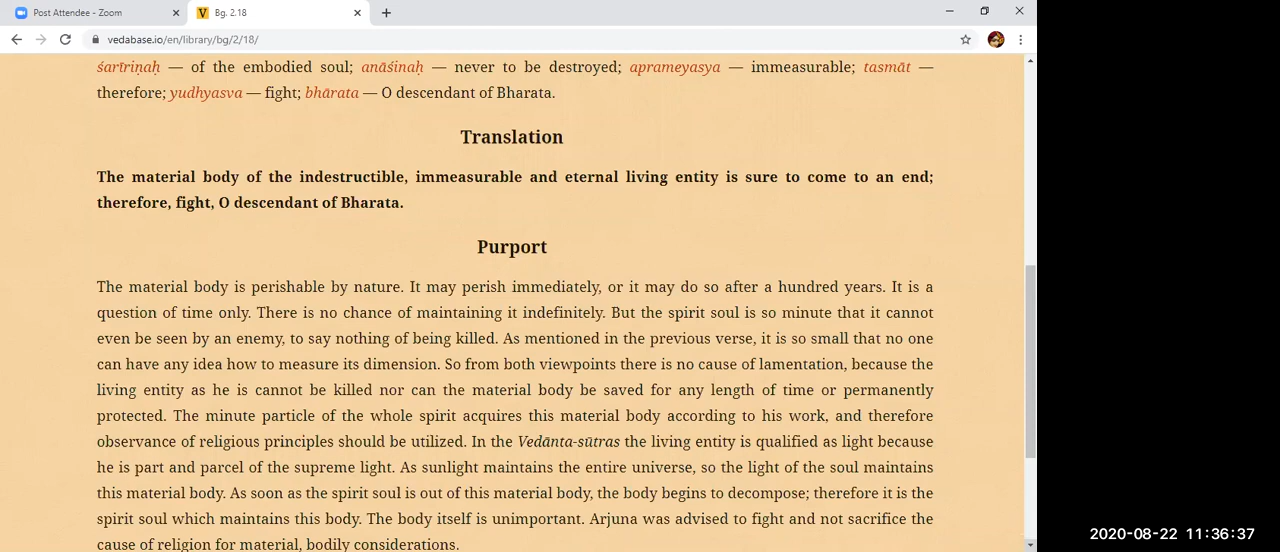 Post Attendee - Zoom
Bg. 2.18
vedabase.io/en/library/bg/2/18/
śarīriṇaḥ — of the embodied soul; anāśinaḥ — never to be destroyed; aprameyasya — immeasurable; tasmāt —
therefore; yudhyasva — fight; bhārata — O descendant of Bharata.
Translation
The material body of the indestructible, immeasurable and eternal living entity is sure to come to an end;
therefore, fight, O descendant of Bharata.
Purport
The material body is perishable by nature. It may perish immediately, or it may do so after a hundred years. It is a
question of time only. There is no chance of maintaining it indefinitely. But the spirit soul is so minute that it cannot
even be seen by an enemy, to say nothing of being killed. As mentioned in the previous verse, it is so small that no one
can have any idea how to measure its dimension. So from both viewpoints there is no cause of lamentation, because the
living entity as he is cannot be killed nor can the material body be saved for any length of time or permanently
protected. The minute particle of the whole spirit acquires this material body according to his work, and therefore
observance of religious principles should be utilized. In the Vedānta-sūtras the living entity is qualified as light because
he is part and parcel of the supreme light. As sunlight maintains the entire universe, so the light of the soul maintains
this material body. As soon as the spirit soul is out of this material body, the body begins to decompose; therefore it is the
spirit soul which maintains this body. The body itself is unimportant. Arjuna was advised to fight and not sacrifice the
cause of religion for material, bodily considerations.
2020-08-22 11:36:37